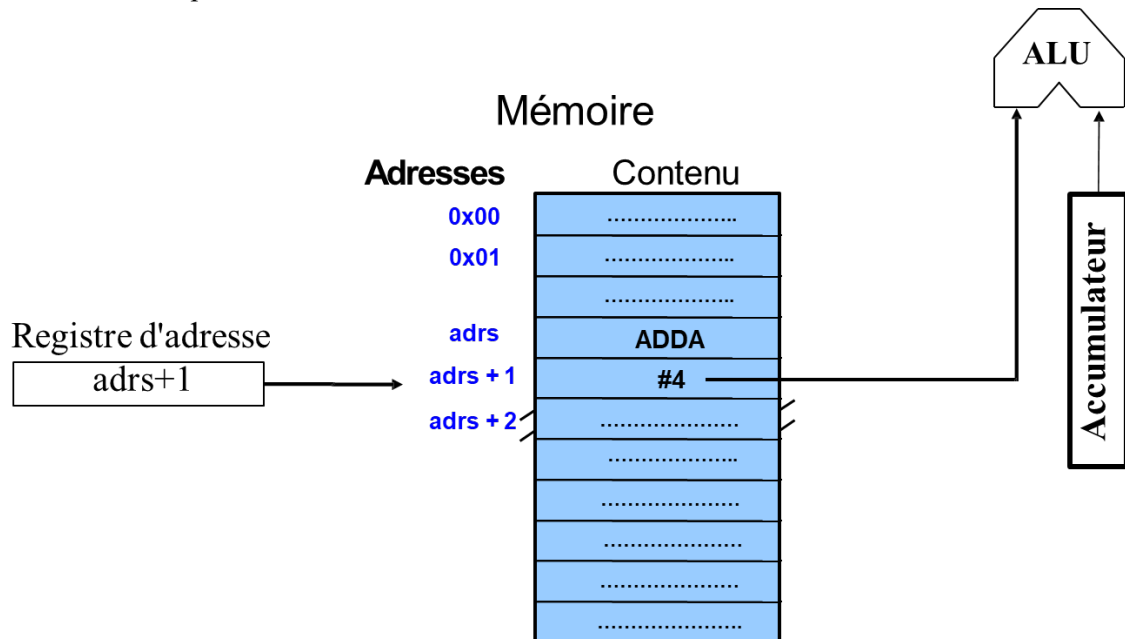 ALU
Mémoire
Adresses Contenu
0x00 ....................
0x01 ...................
...................
Registre d'adresse
adrs ADDA
adrs+1
adrs + 1 #4
adrs + 2 .....................
...................
.....................
.....................
.....................
.....................
Accumulateur